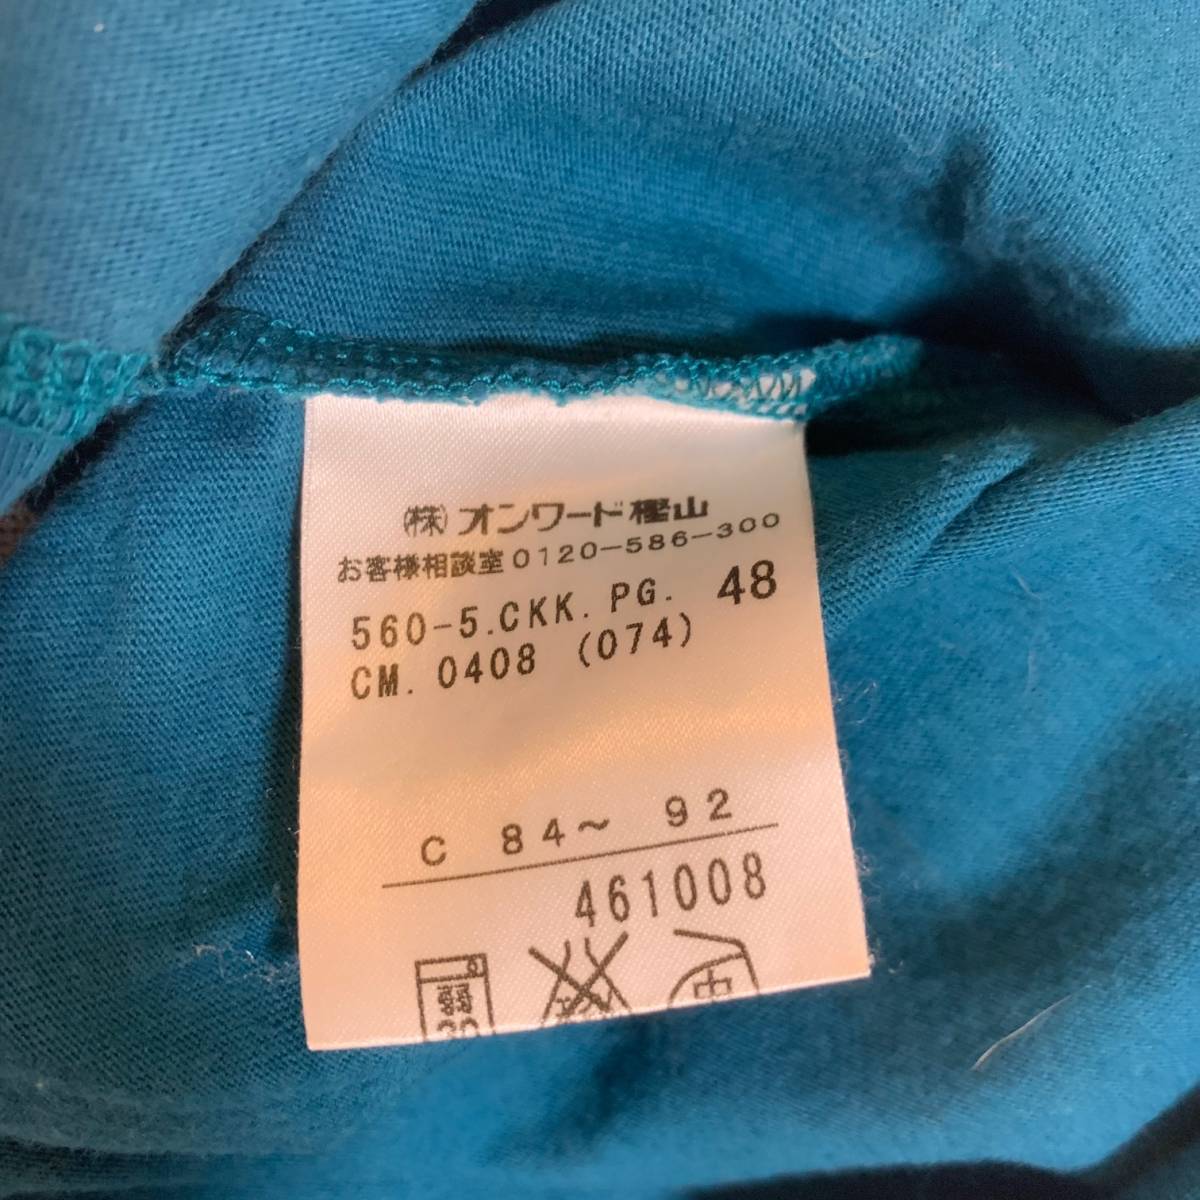 (株)オンワード樫山
お客様相談室0120-586-300
560-5.CKK.PG. 48
CM.0408 (074)
C 84～ 92
461008
中